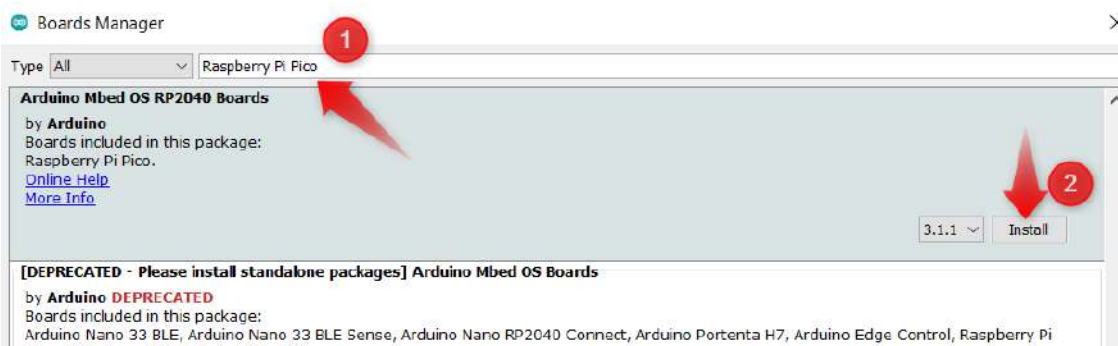 Boards Manager
1
Type All Raspberry Pi Pico
Arduino Mbed OS RP2040 Boards
by Arduino
Boards included in this package:
Raspberry Pi Pico.
Online Help
More Info
2
3.1.1 Install
[DEPRECATED - Please install standalone packages] Arduino Mbed OS Boards
by Arduino DEPRECATED
Boards included in this package:
Arduino Nano 33 BLE, Arduino Nano 33 BLE Sense, Arduino Nano RP2040 Connect, Arduino Portenta H7, Arduino Edge Control, Raspberry Pi